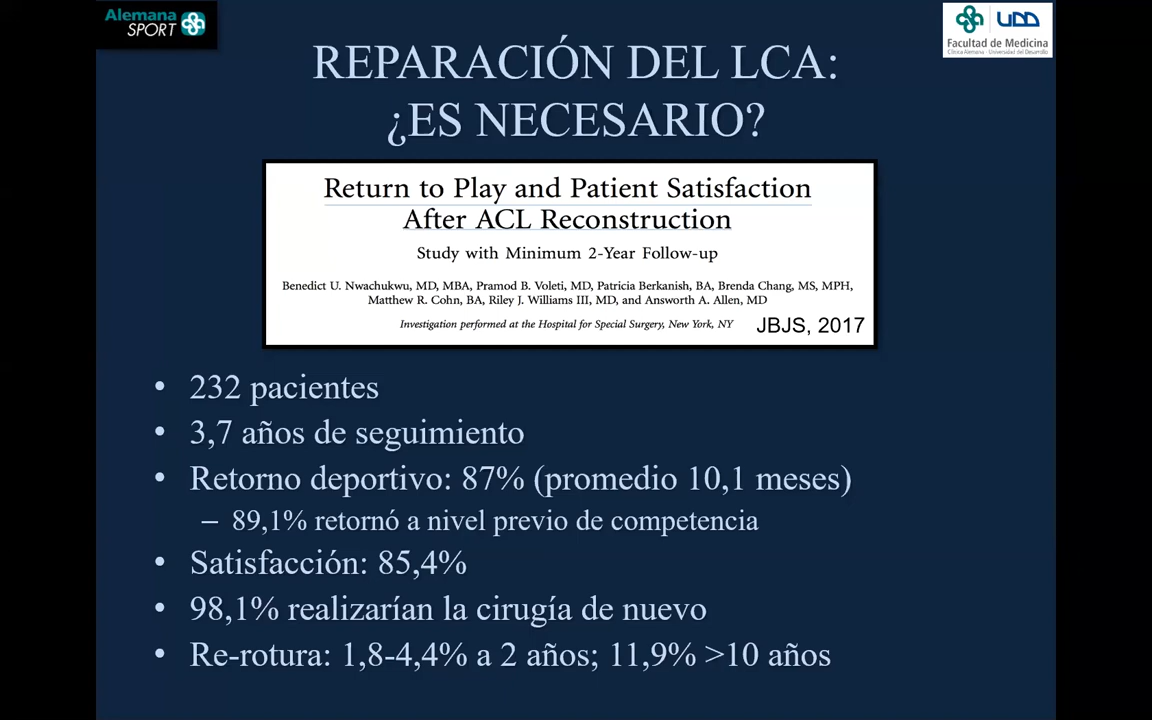 Alemana
SPORT
UDD
Facultad de Medicina
Clínica Alemana - Universidad del Desarrollo
REPARACIÓN DEL LCA:
¿ES NECESARIO?
Return to Play and Patient Satisfaction
After ACL Reconstruction
Study with Minimum 2-Year Follow-up
Benedict U. Nwachukwu, MD, MBA, Pramod B. Voleti, MD, Patricia Berkanish, BA, Brenda Chang, MS, MPH,
Matthew R. Cohn, BA, Riley J. Williams III, MD, and Answorth A. Allen, MD
Investigation performed at the Hospital for Special Surgery, New York, NY
JBJS, 2017
• 232 pacientes
• 3,7 años de seguimiento
• Retorno deportivo: 87% (promedio 10,1 meses)
– 89,1% retornó a nivel previo de competencia
• Satisfacción: 85,4%
• 98,1% realizarían la cirugía de nuevo
• Re-rotura: 1,8-4,4% a 2 años; 11,9% >10 años